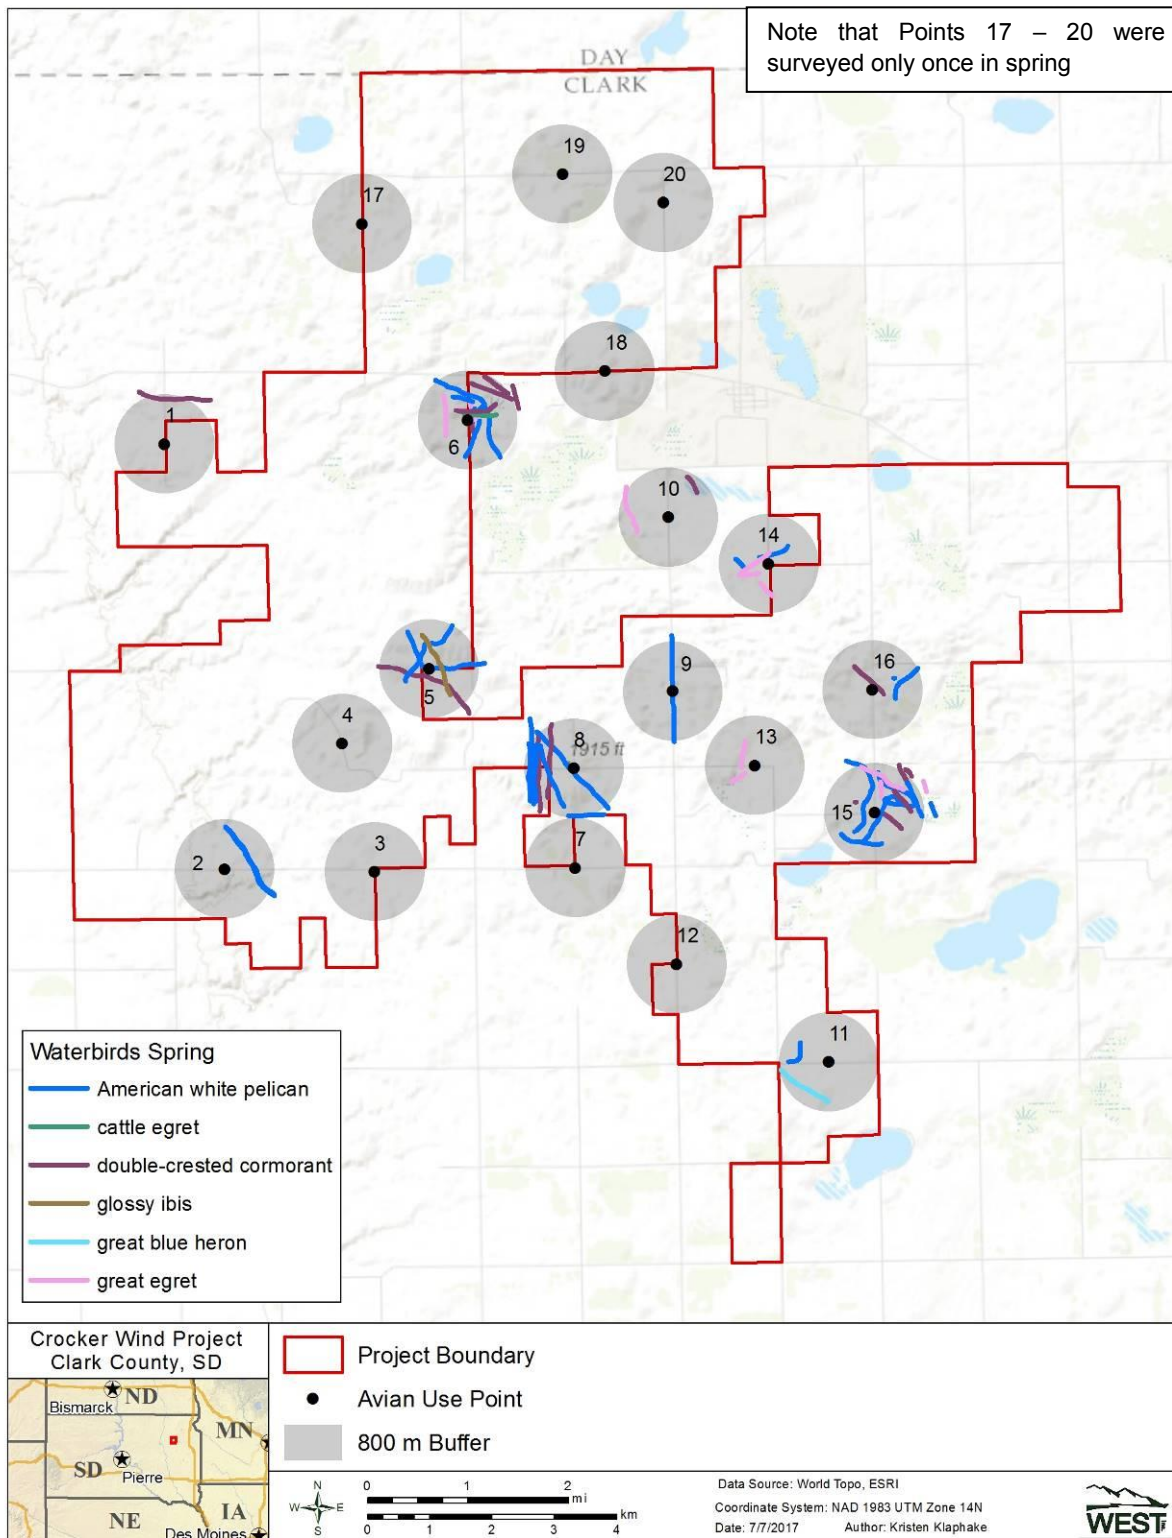 Note that Points 17 – 20 were
surveyed only once in spring
DAY
CLARK
19
20
17
18
1
6
10
14
5
9
16
4
8
1915 ft
13
15
2
3
7
12
11
Waterbirds Spring
American white pelican
cattle egret
double-crested cormorant
glossy ibis
great blue heron
great egret
Crocker Wind Project
Clark County, SD
ND
Bismarck
MN
SD
Pierre
NE
IA
Des Moines
Project Boundary
Avian Use Point
800 m Buffer
N
W
E
S
0 1 2
mi
km
0 1 2 3 4
Data Source: World Topo, ESRI
Coordinate System: NAD 1983 UTM Zone 14N
Date: 7/7/2017 Author: Kristen Klaphake
WEST